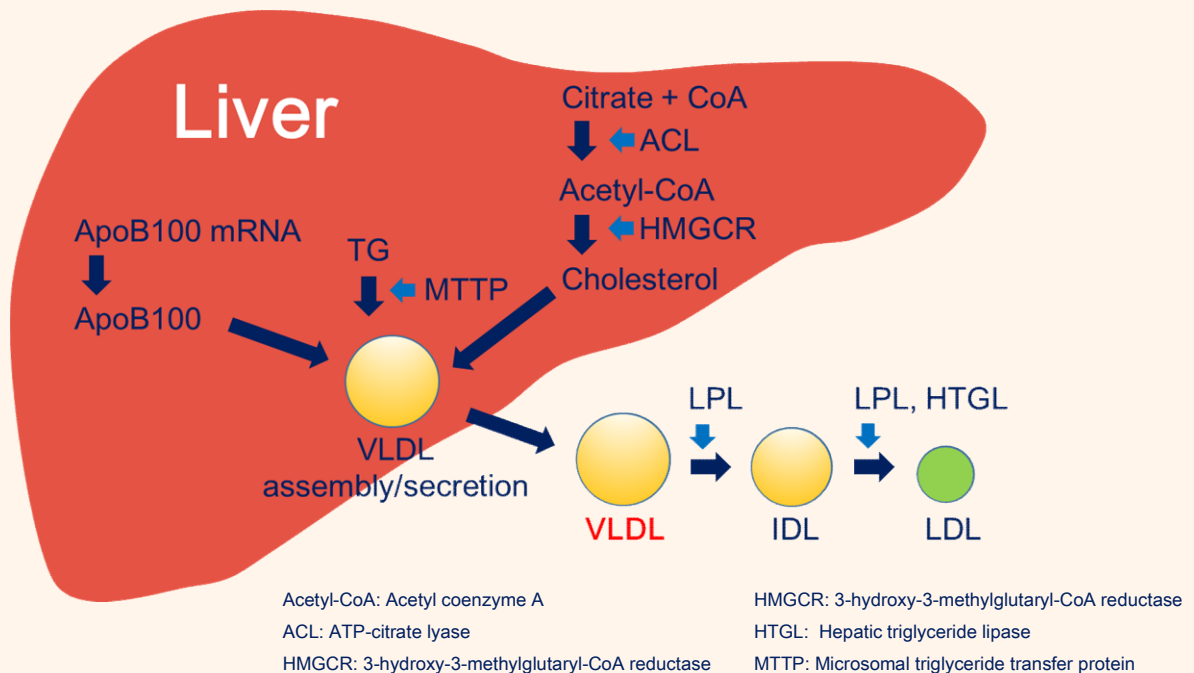 Liver
Citrate + CoA
ACL
Acetyl-CoA
HMGCR
Cholesterol
ApoB100 mRNA
ApoB100
TG
MTTP
VLDL
assembly/secretion
LPL
LPL, HTGL
VLDL
IDL
LDL
Acetyl-CoA: Acetyl coenzyme A
ACL: ATP-citrate lyase
HMGCR: 3-hydroxy-3-methylglutaryl-CoA reductase
HMGCR: 3-hydroxy-3-methylglutaryl-CoA reductase
HTGL: Hepatic triglyceride lipase
MTTP: Microsomal triglyceride transfer protein